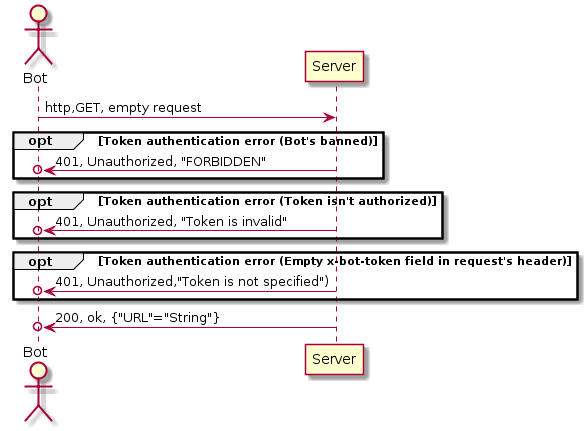 Bot
Server
http,GET, empty request
opt [Token authentication error (Bot's banned)]
401, Unauthorized, "FORBIDDEN"
opt [Token authentication error (Token isn't authorized)]
401, Unauthorized, "Token is invalid"
opt [Token authentication error (Empty x-bot-token field in request's header)]
401, Unauthorized,"Token is not specified")
200, ok, {"URL"="String"}
Bot
Server